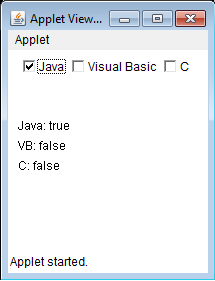 Applet View...
Applet
Java Visual Basic C
Java: true
VB: false
C: false
Applet started.